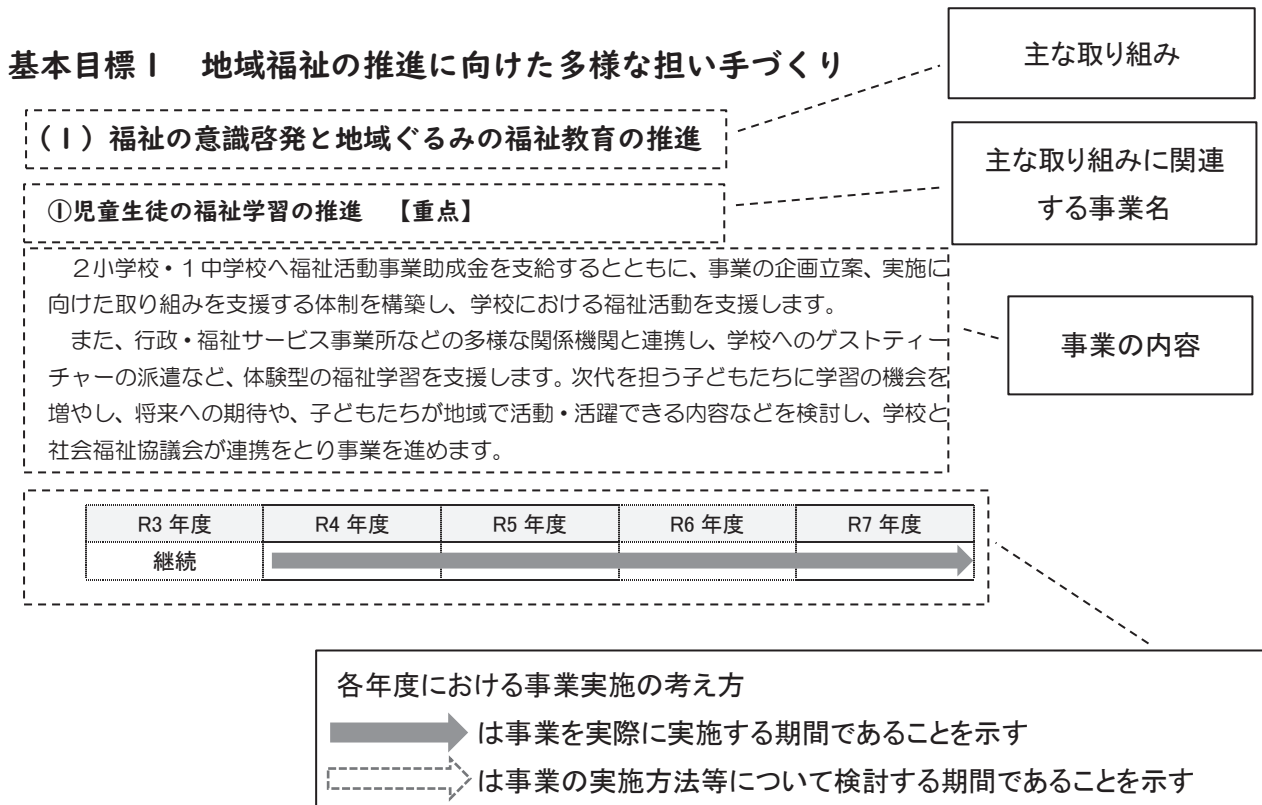 基本目標１　地域福祉の推進に向けた多様な担い手づくり
主な取り組み
（１）福祉の意識啓発と地域ぐるみの福祉教育の推進
主な取り組みに関連
する事業名
①児童生徒の福祉学習の推進　【重点】
２小学校・１中学校へ福祉活動事業助成金を支給するとともに、事業の企画立案、実施に
向けた取り組みを支援する体制を構築し、学校における福祉活動を支援します。
また、行政・福祉サービス事業所などの多様な関係機関と連携し、学校へのゲストティー
チャーの派遣など、体験型の福祉学習を支援します。次代を担う子どもたちに学習の機会を
増やし、将来への期待や、子どもたちが地域で活動・活躍できる内容などを検討し、学校と
社会福祉協議会が連携をとり事業を進めます。
事業の内容
R3 年度 R4 年度 R5 年度 R6 年度 R7 年度
継続
各年度における事業実施の考え方
は事業を実際に実施する期間であることを示す
は事業の実施方法等について検討する期間であることを示す